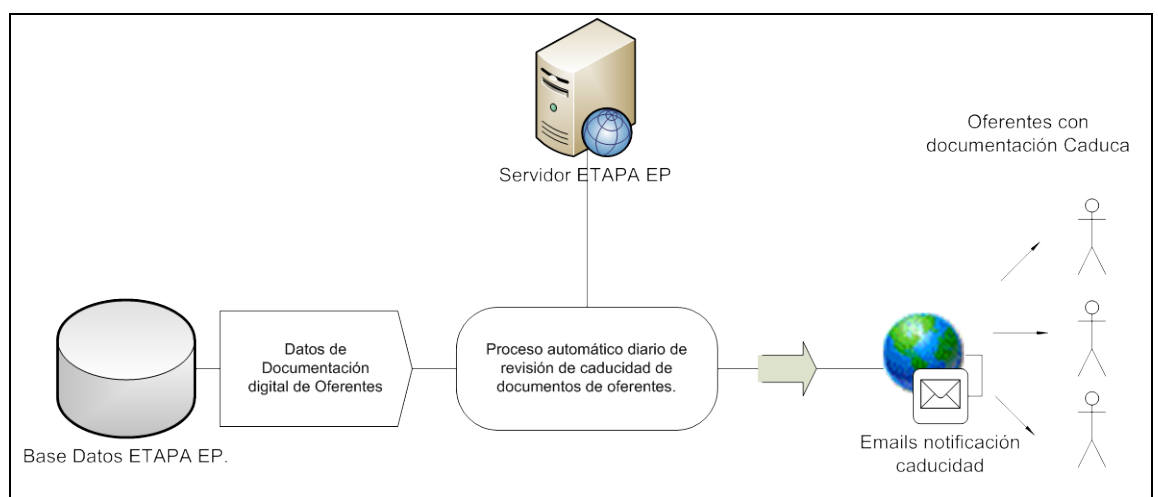 Servidor ETAPA EP
Oferentes con
documentación Caduca
Datos de
Documentación
digital de Oferentes
Proceso automático diario de
revisión de caducidad de
documentos de oferentes.
Base Datos ETAPA EP.
Emails notificación
caducidad